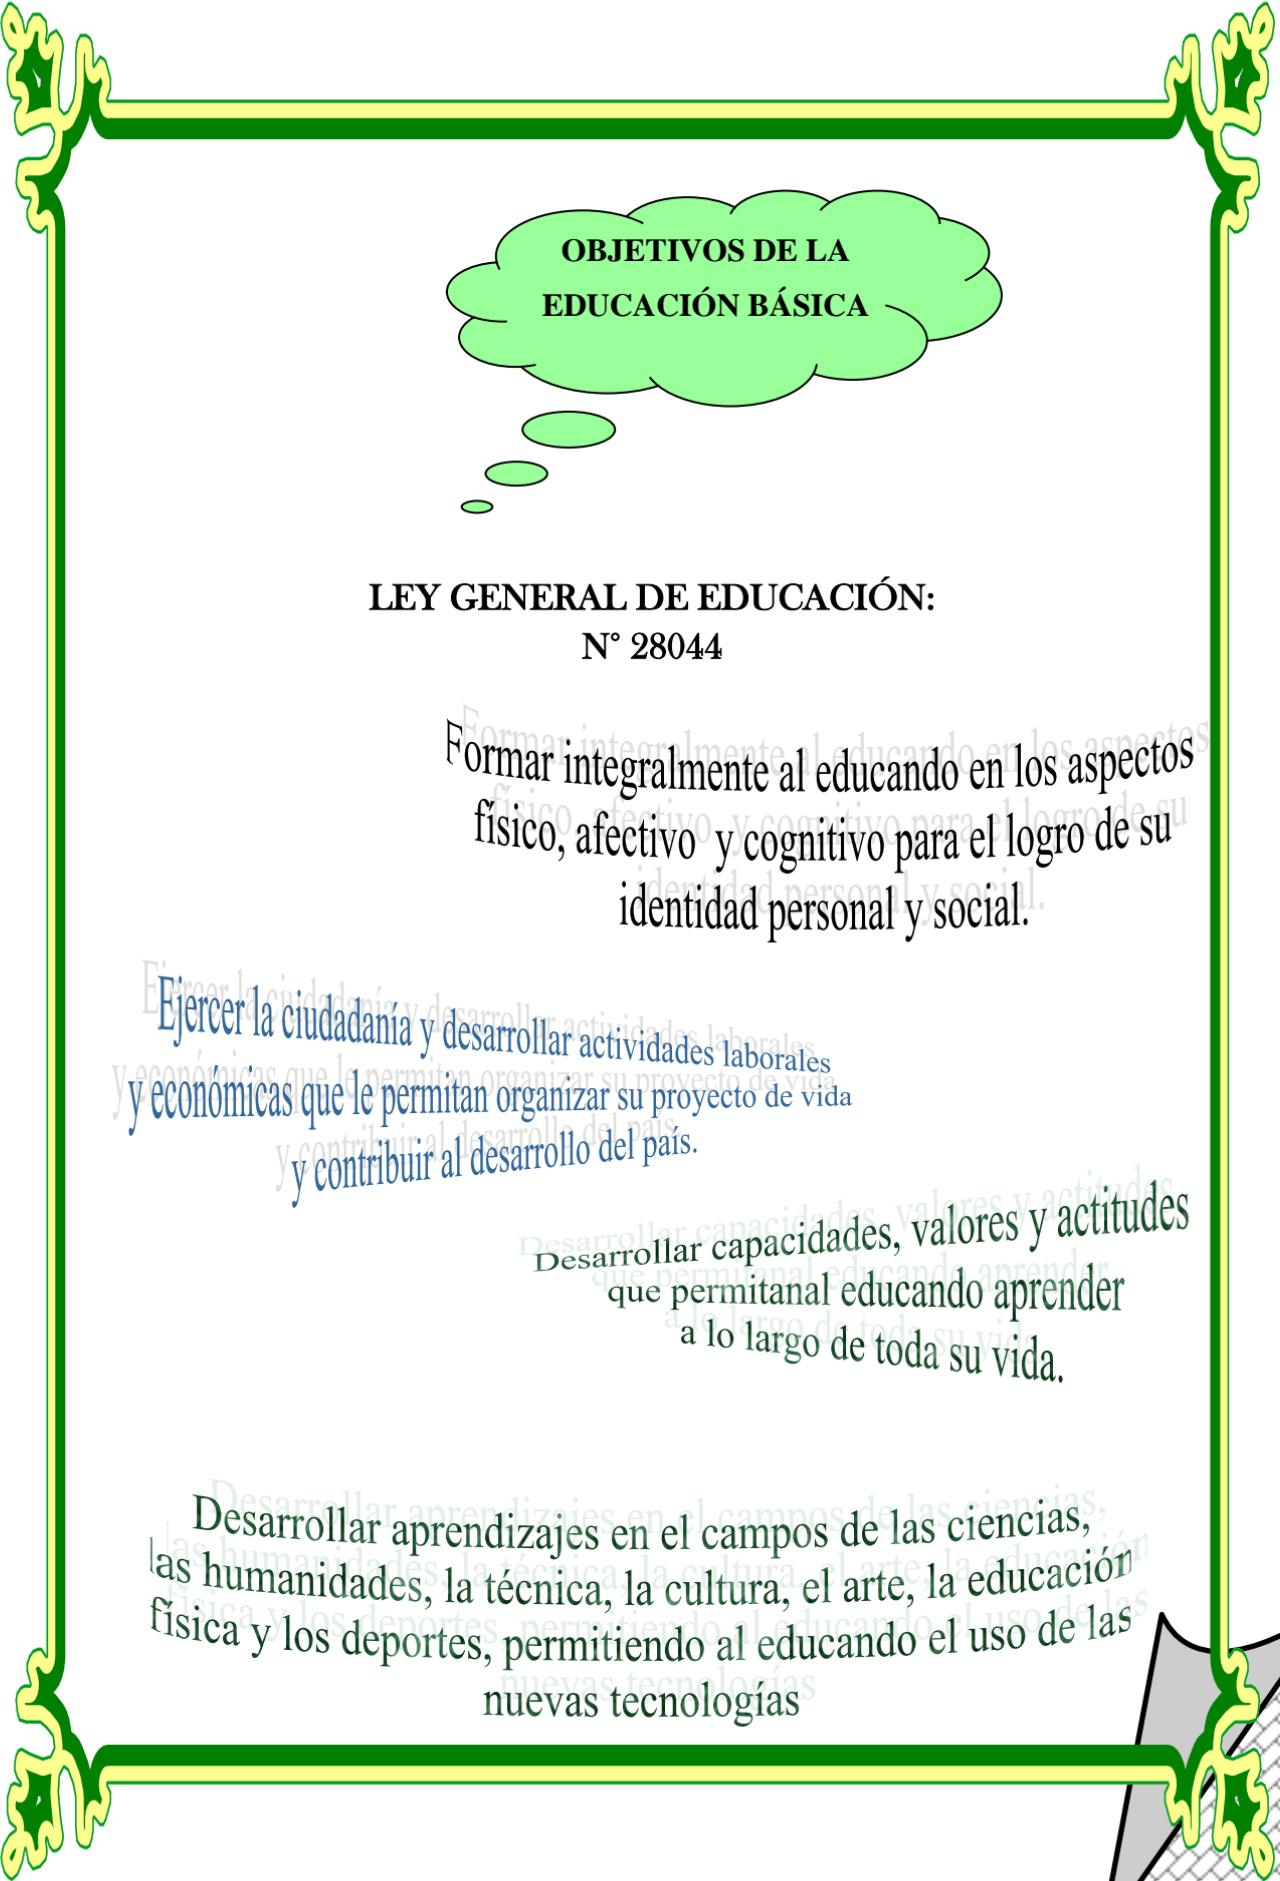 OBJETIVOS DE LA
EDUCACIÓN BÁSICA
LEY GENERAL DE EDUCACIÓN:
N° 28044
Formar integralmente al educando en los aspectos
físico, afectivo y cognitivo para el logro de su
identidad personal y social.
Ejercer la ciudadanía y desarrollar actividades laborales
y económicas que le permitan organizar su proyecto de vida
y contribuir al desarrollo del país.
Desarrollar capacidades, valores y actitudes
que permitanal educando aprender
a lo largo de toda su vida.
Desarrollar aprendizajes en el campos de las ciencias,
las humanidades, la técnica, la cultura, el arte, la educación
física y los deportes, permitiendo al educando el uso de las
nuevas tecnologías